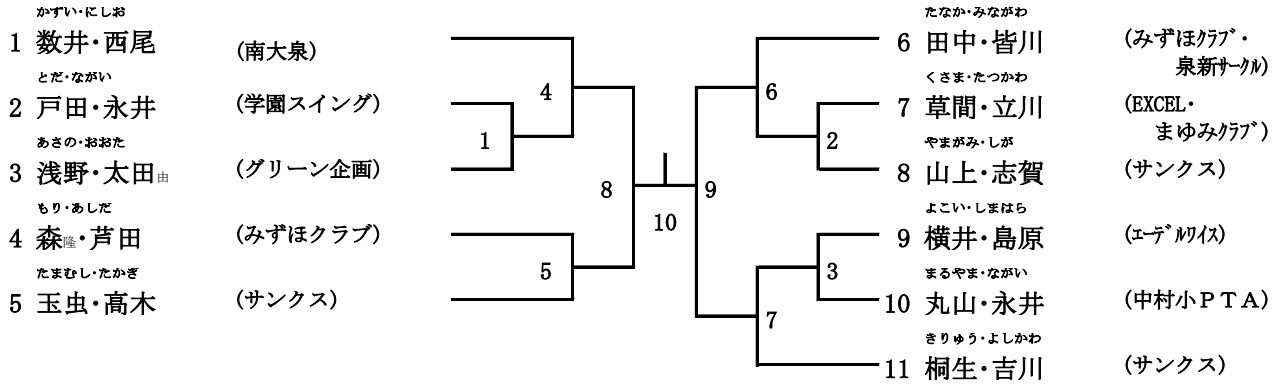 かずい・にしお
1 数井・西尾 (南大泉)
とだ・ながい
2 戸田・永井 (学園スイング)
あさの・おおた
3 浅野・太田由 (グリーン企画)
もり・あしだ
4 森隆・芦田 (みずほクラブ)
たまむし・たかぎ
5 玉虫・高木 (サンクス)
4
1
8
5
10
9
6
2
3
7
たなか・みながわ
6 田中・皆川 (みずほｸﾗﾌﾞ・
泉新ｻｰｸﾙ)
くさま・たつかわ
7 草間・立川 (EXCEL・
まゆみｸﾗﾌﾞ)
やまがみ・しが
8 山上・志賀 (サンクス)
よこい・しまはら
9 横井・島原 (ｴｰﾃﾞﾙﾜｲｽ)
まるやま・ながい
10 丸山・永井 (中村小ＰＴＡ)
きりゅう・よしかわ
11 桐生・吉川 (サンクス)